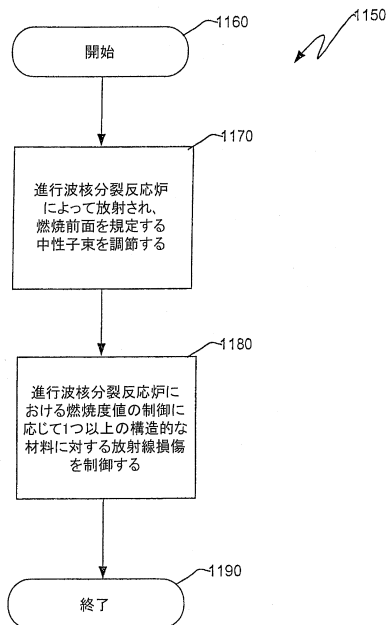 1150
1160
開始
1170
進行波核分裂反応炉
によって放射され、
燃焼前面を規定する
中性子束を調節する
1180
進行波核分裂反応炉に
おける燃焼度値の制御に
応じて1つ以上の構造的な
材料に対する放射線損傷
を制御する
1190
終了